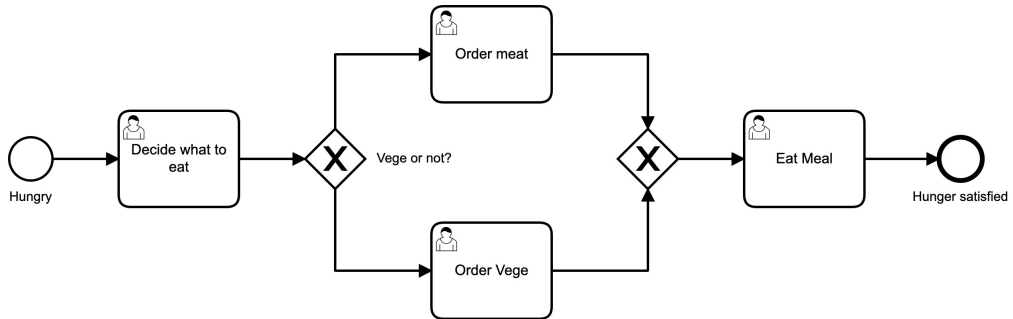 Hungry
Decide what to
eat
Vege or not?
Order meat
Order Vege
Eat Meal
Hunger satisfied